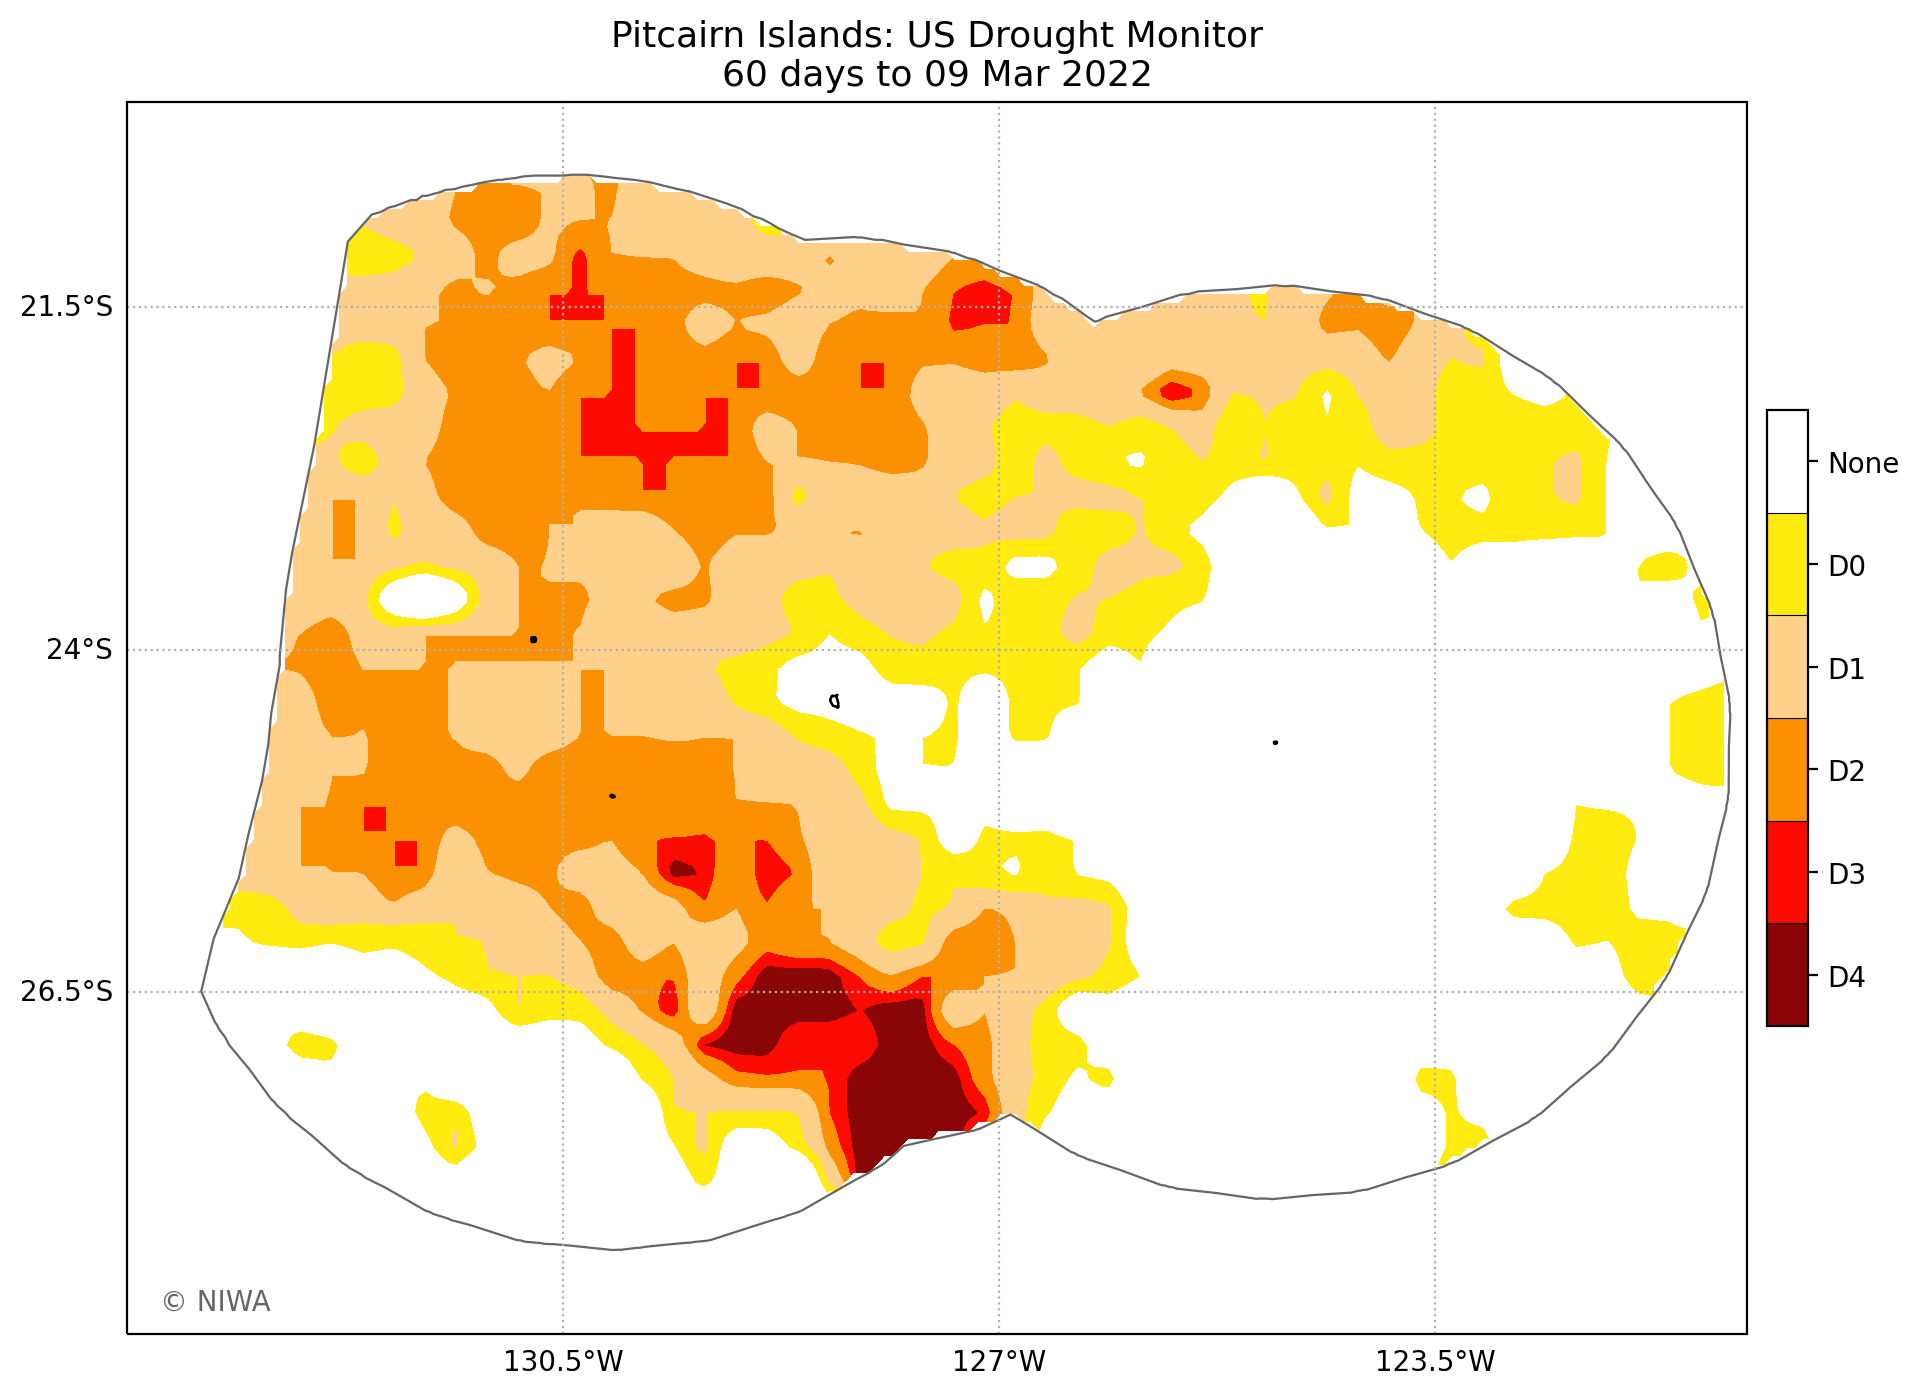 Pitcairn Islands: US Drought Monitor
60 days to 09 Mar 2022
21.5°S
24°S
26.5°S
130.5°W
127°W
123.5°W
None
D0
D1
D2
D3
D4
© NIWA